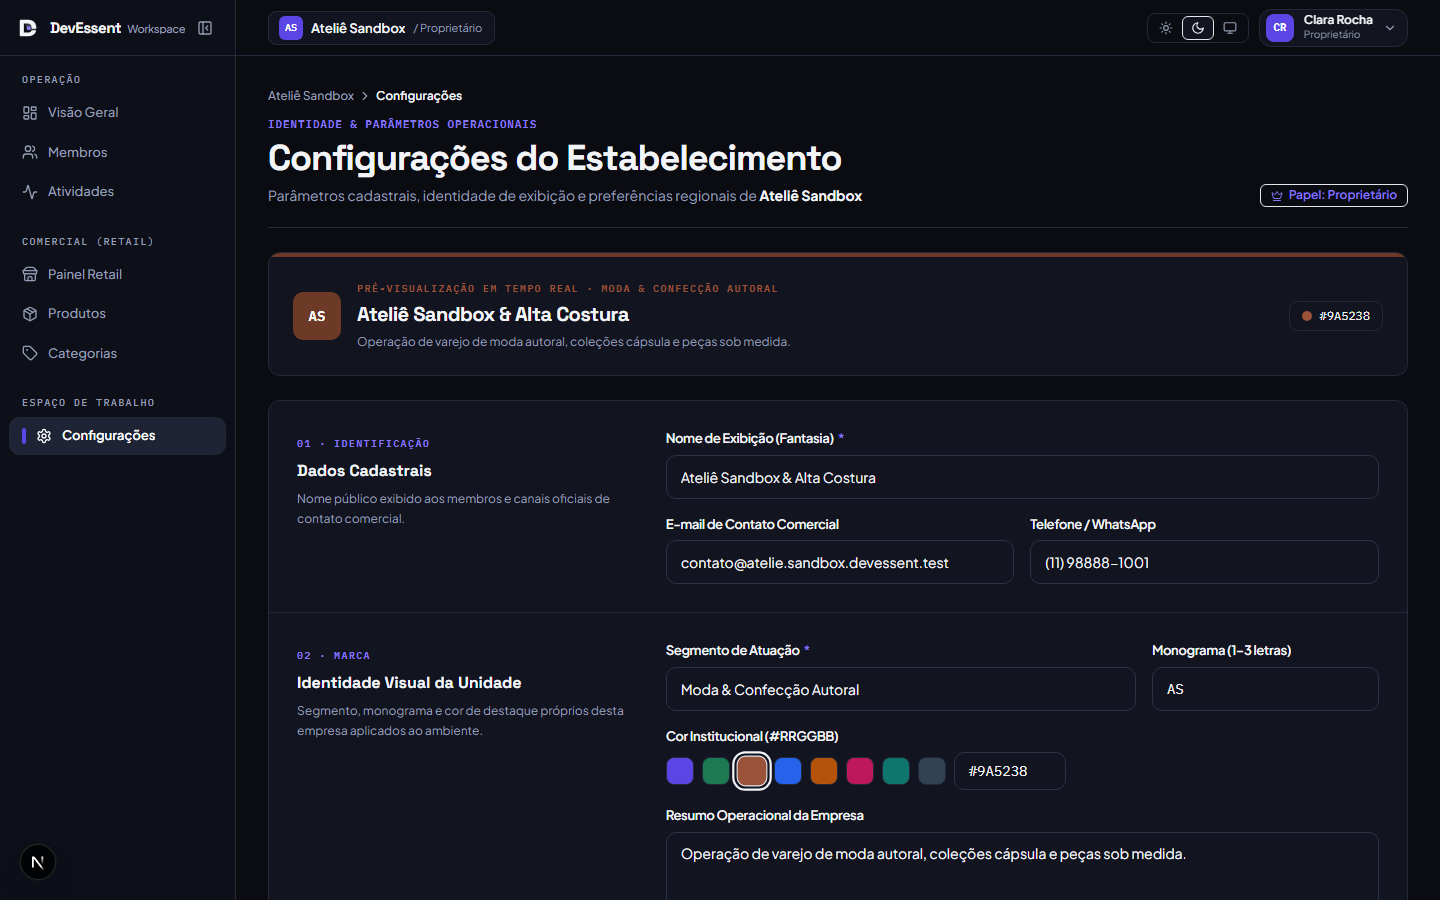 DevEssent Workspace
AS Ateliê Sandbox / Proprietário
CR Clara Rocha
Proprietário
OPERAÇÃO
Visão Geral
Membros
Atividades
COMERCIAL (RETAIL)
Painel Retail
Produtos
Categorias
ESPAÇO DE TRABALHO
Configurações
N
Ateliê Sandbox > Configurações
IDENTIDADE & PARÂMETROS OPERACIONAIS
Configurações do Estabelecimento
Parâmetros cadastrais, identidade de exibição e preferências regionais de Ateliê Sandbox
Papel: Proprietário
AS
PRÉ-VISUALIZAÇÃO EM TEMPO REAL · MODA & CONFECÇÃO AUTORAL
Ateliê Sandbox & Alta Costura
Operação de varejo de moda autoral, coleções cápsula e peças sob medida.
#9A5238
01 · IDENTIFICAÇÃO
Dados Cadastrais
Nome público exibido aos membros e canais oficiais de
contato comercial.
Nome de Exibição (Fantasia) *
Ateliê Sandbox & Alta Costura
E-mail de Contato Comercial
contato@atelie.sandbox.devessent.test
Telefone / WhatsApp
(11) 98888-1001
02 · MARCA
Identidade Visual da Unidade
Segmento, monograma e cor de destaque próprios desta
empresa aplicados ao ambiente.
Segmento de Atuação *
Moda & Confecção Autoral
Monograma (1-3 letras)
AS
Cor Institucional (#RRGGBB)
#9A5238
Resumo Operacional da Empresa
Operação de varejo de moda autoral, coleções cápsula e peças sob medida.